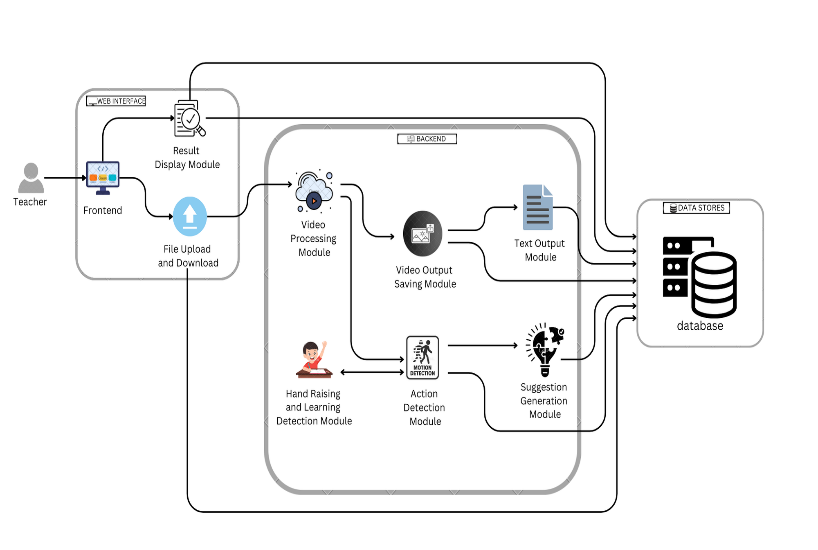 WEB INTERFACE
Result
Display Module
Teacher
Frontend
File Upload
and Download
BACKEND
Video
Processing
Module
Video Output
Saving Module
Text Output
Module
Hand Raising
and Learning
Detection Module
MOTION
DETECTION
Action
Detection
Module
Suggestion
Generation
Module
DATA STORES
database